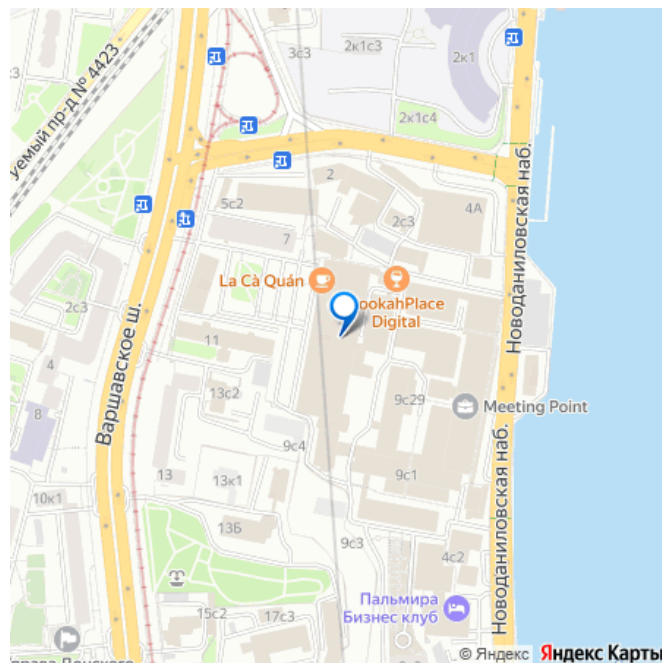 3с3
2к1с3
2к1
уемый пр-д № 4423
2к1с4
Новоданиловская наб.
2
5с2
2с3
4А
7
La Cà Quán
ookahPlace
Digital
2с3
Варшавское ш.
11
4
13с2
9с29
Meeting Point
8
9с4
13
13к1
9с1
10к1
Новоданиловская наб.
13Б
9с3
4с2
Пальмира
Бизнес клуб
15с2
17с3
© Яндекс Яндекс Карты